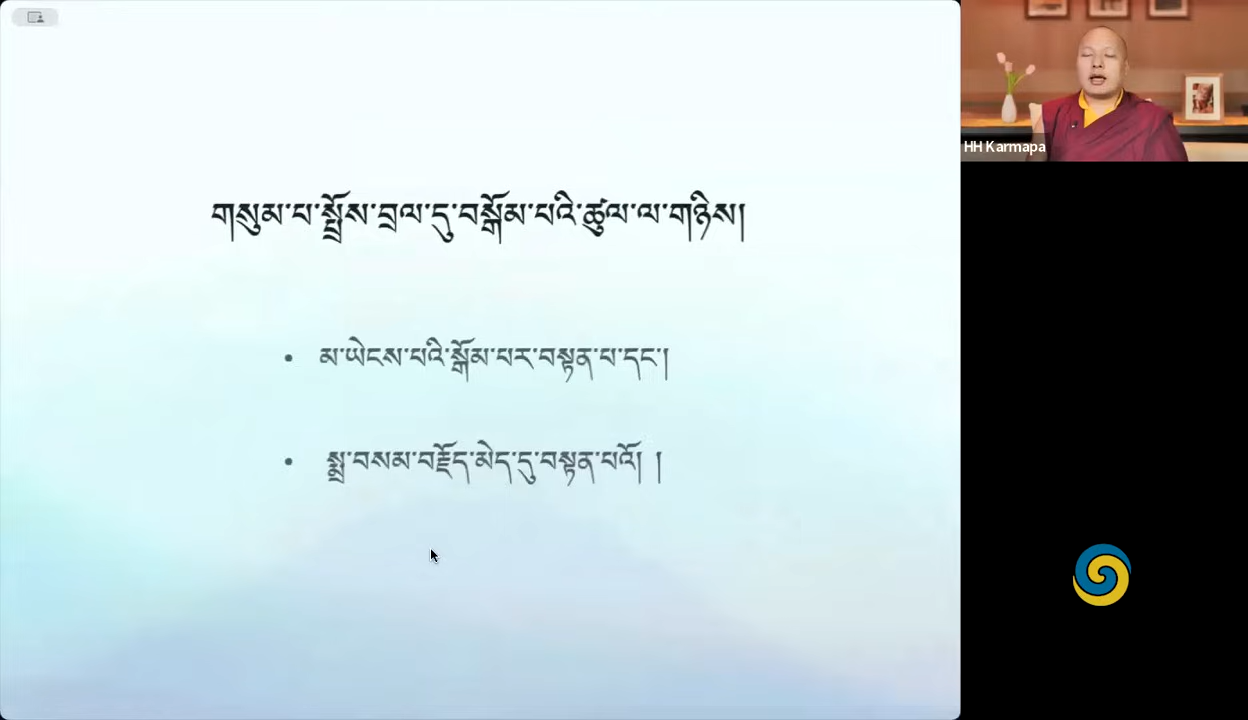 གསུམ་པ་སྤྲོས་བྲལ་དུ་བསྒོམ་པའི་ཚུལ་ལ་གཉིས།
• མ་ཡེངས་པའི་སྒོམ་པར་བསྟན་པ་དང་།
• སྨྲ་བསམ་བརྗོད་མེད་དུ་བསྟན་པའོ། །
HH Karmapa